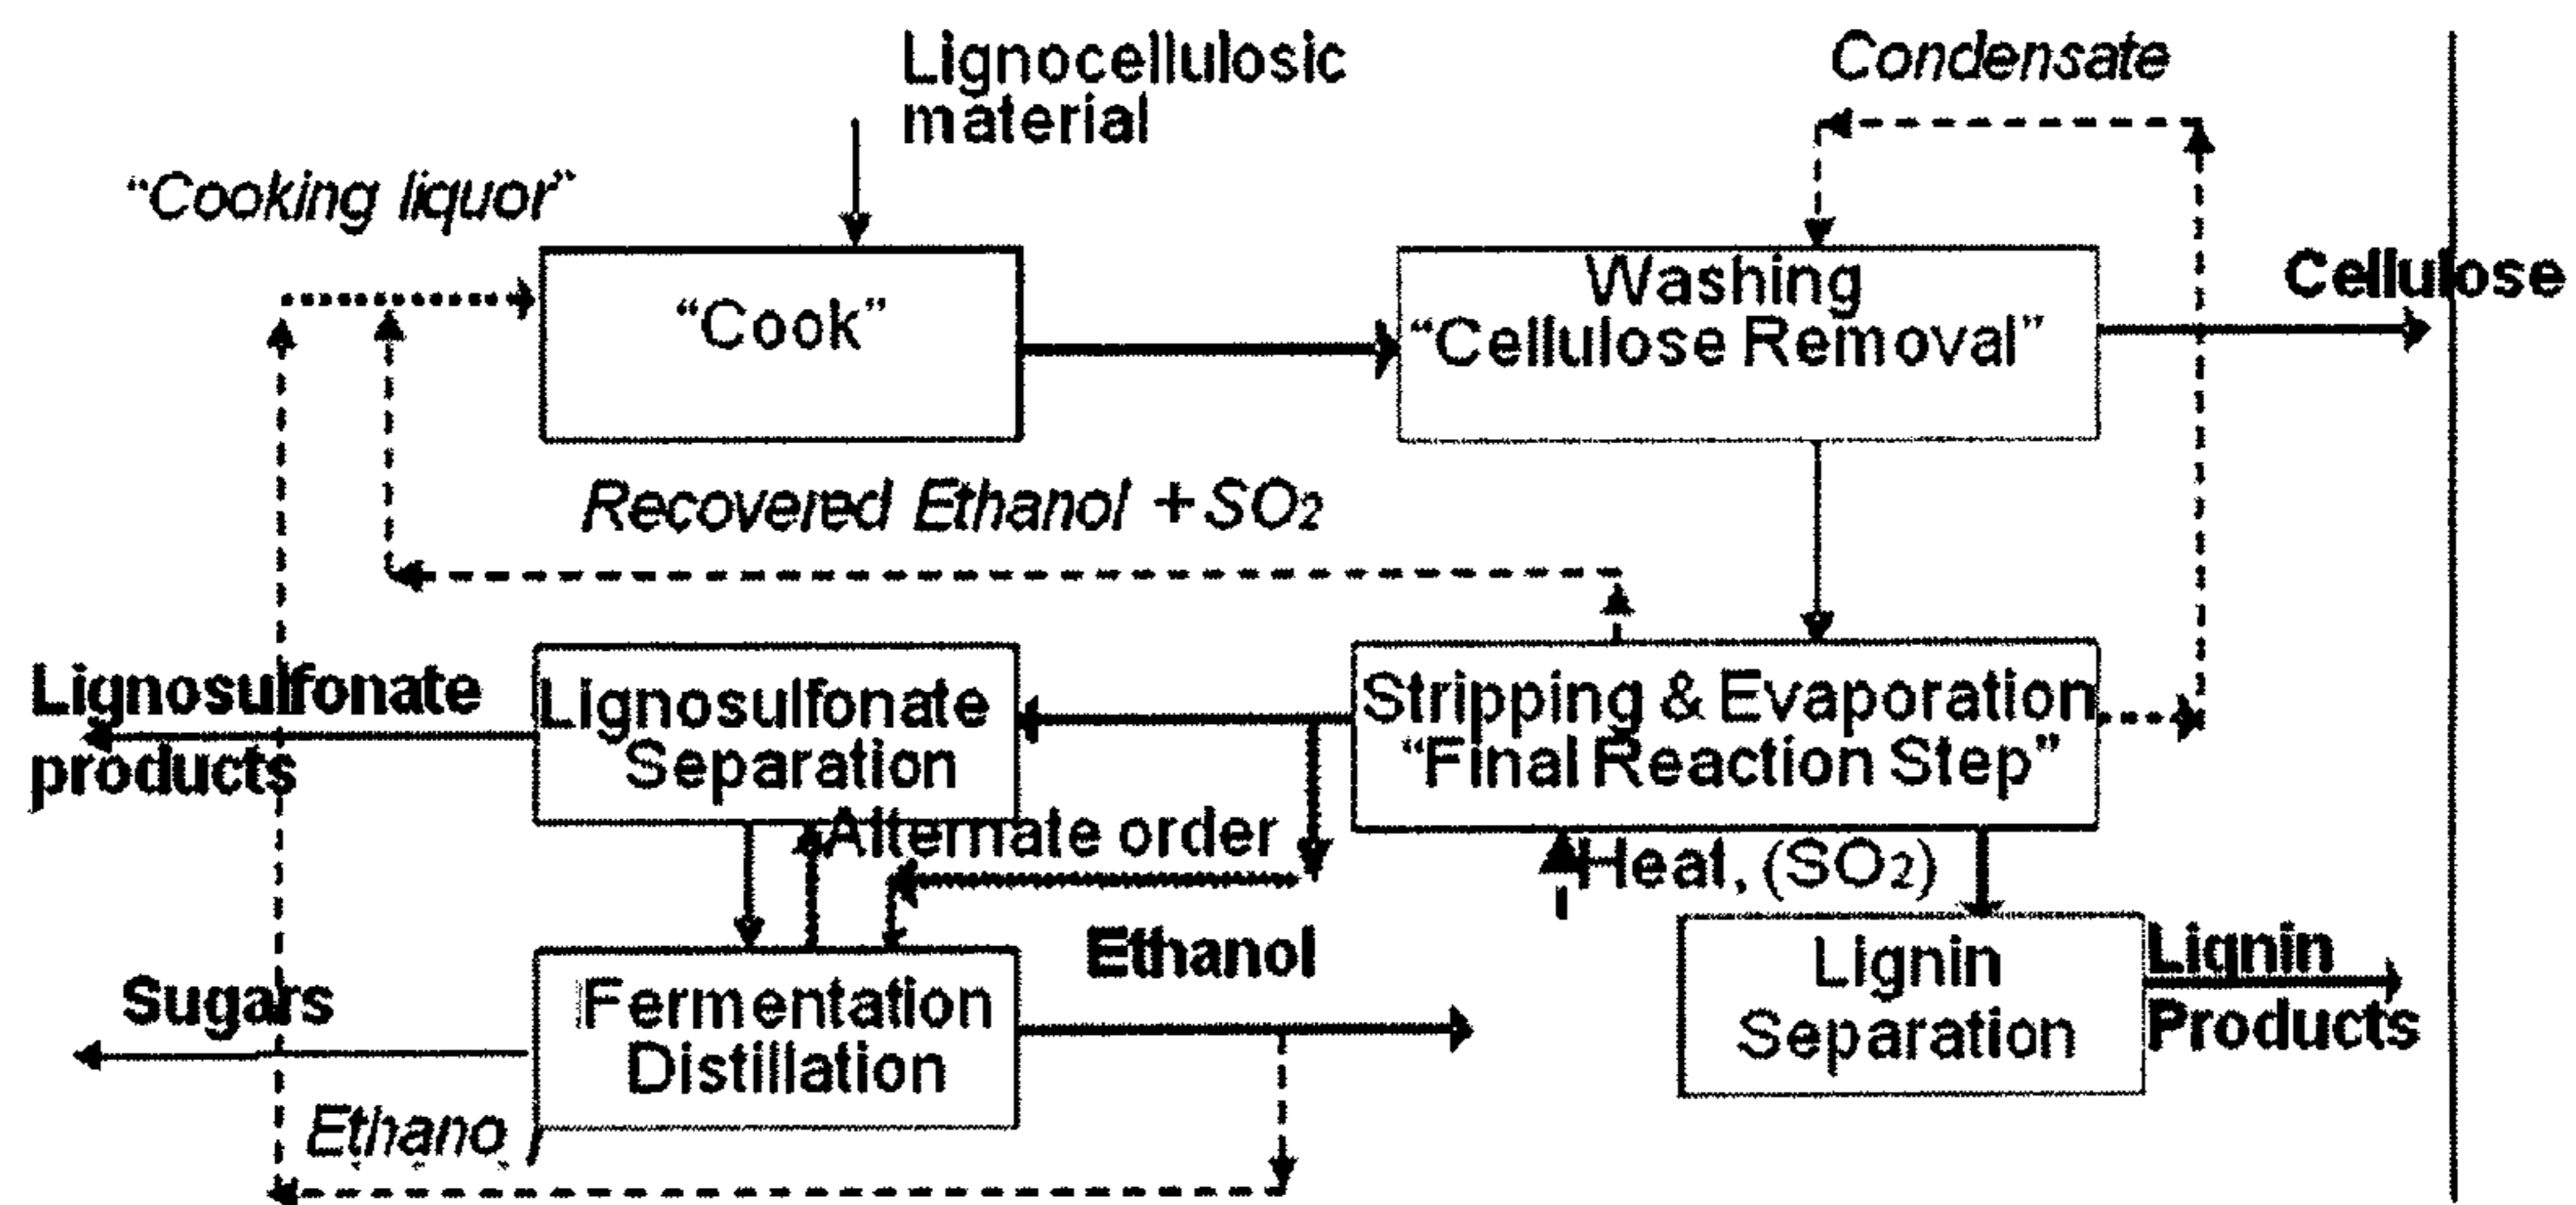 Lignocellulosic
material
Condensate
“Cooking liquor”
“Cook”
Washing
“Cellulose Removal”
Cellulose
Recovered Ethanol + SO2
Lignosulfonate
products
Lignosulfonate
Separation
Stripping & Evaporation
“Final Reaction Step”
Alternate order
Heat, (SO2)
Ethanol
Sugars
Fermentation
Distillation
Lignin
Separation
Lignin
Products
Ethanol